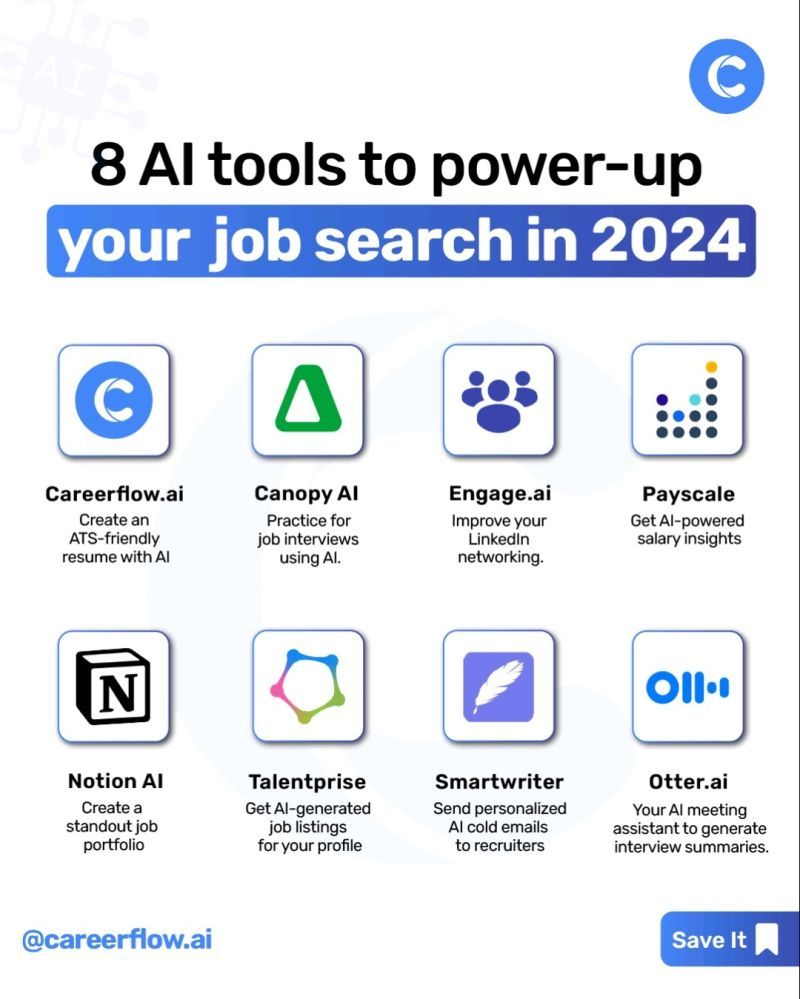 AI
8 AI tools to power-up
your job search in 2024
Careerflow.ai
Create an
ATS-friendly
resume with AI
Canopy AI
Practice for
job interviews
using AI.
Engage.ai
Improve your
LinkedIn
networking.
Payscale
Get AI-powered
salary insights
N
Notion AI
Create a
standout job
portfolio
Talentprise
Get AI-generated
job listings
for your profile
Smartwriter
Send personalized
AI cold emails
to recruiters
Otter.ai
Your AI meeting
assistant to generate
interview summaries.
@careerflow.ai
Save It